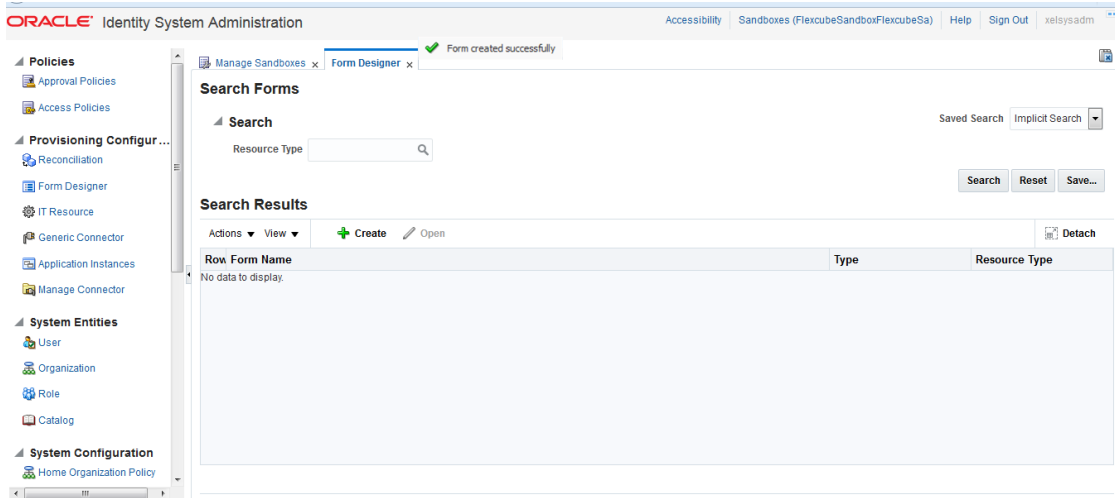 ORACLE Identity System Administration
Accessibility Sandboxes (FlexcubeSandboxFlexcubeSa) Help Sign Out xelsysadm
Form created successfully
Manage Sandboxes x Form Designer x
Policies
Approval Policies
Access Policies
Provisioning Configur...
Reconciliation
Form Designer
IT Resource
Generic Connector
Application Instances
Manage Connector
System Entities
User
Organization
Role
Catalog
System Configuration
Home Organization Policy
Search Forms
Search
Saved Search Implicit Search
Resource Type
Search Reset Save...
Search Results
Actions View Create Open Detach
Row Form Name Type Resource Type
No data to display.